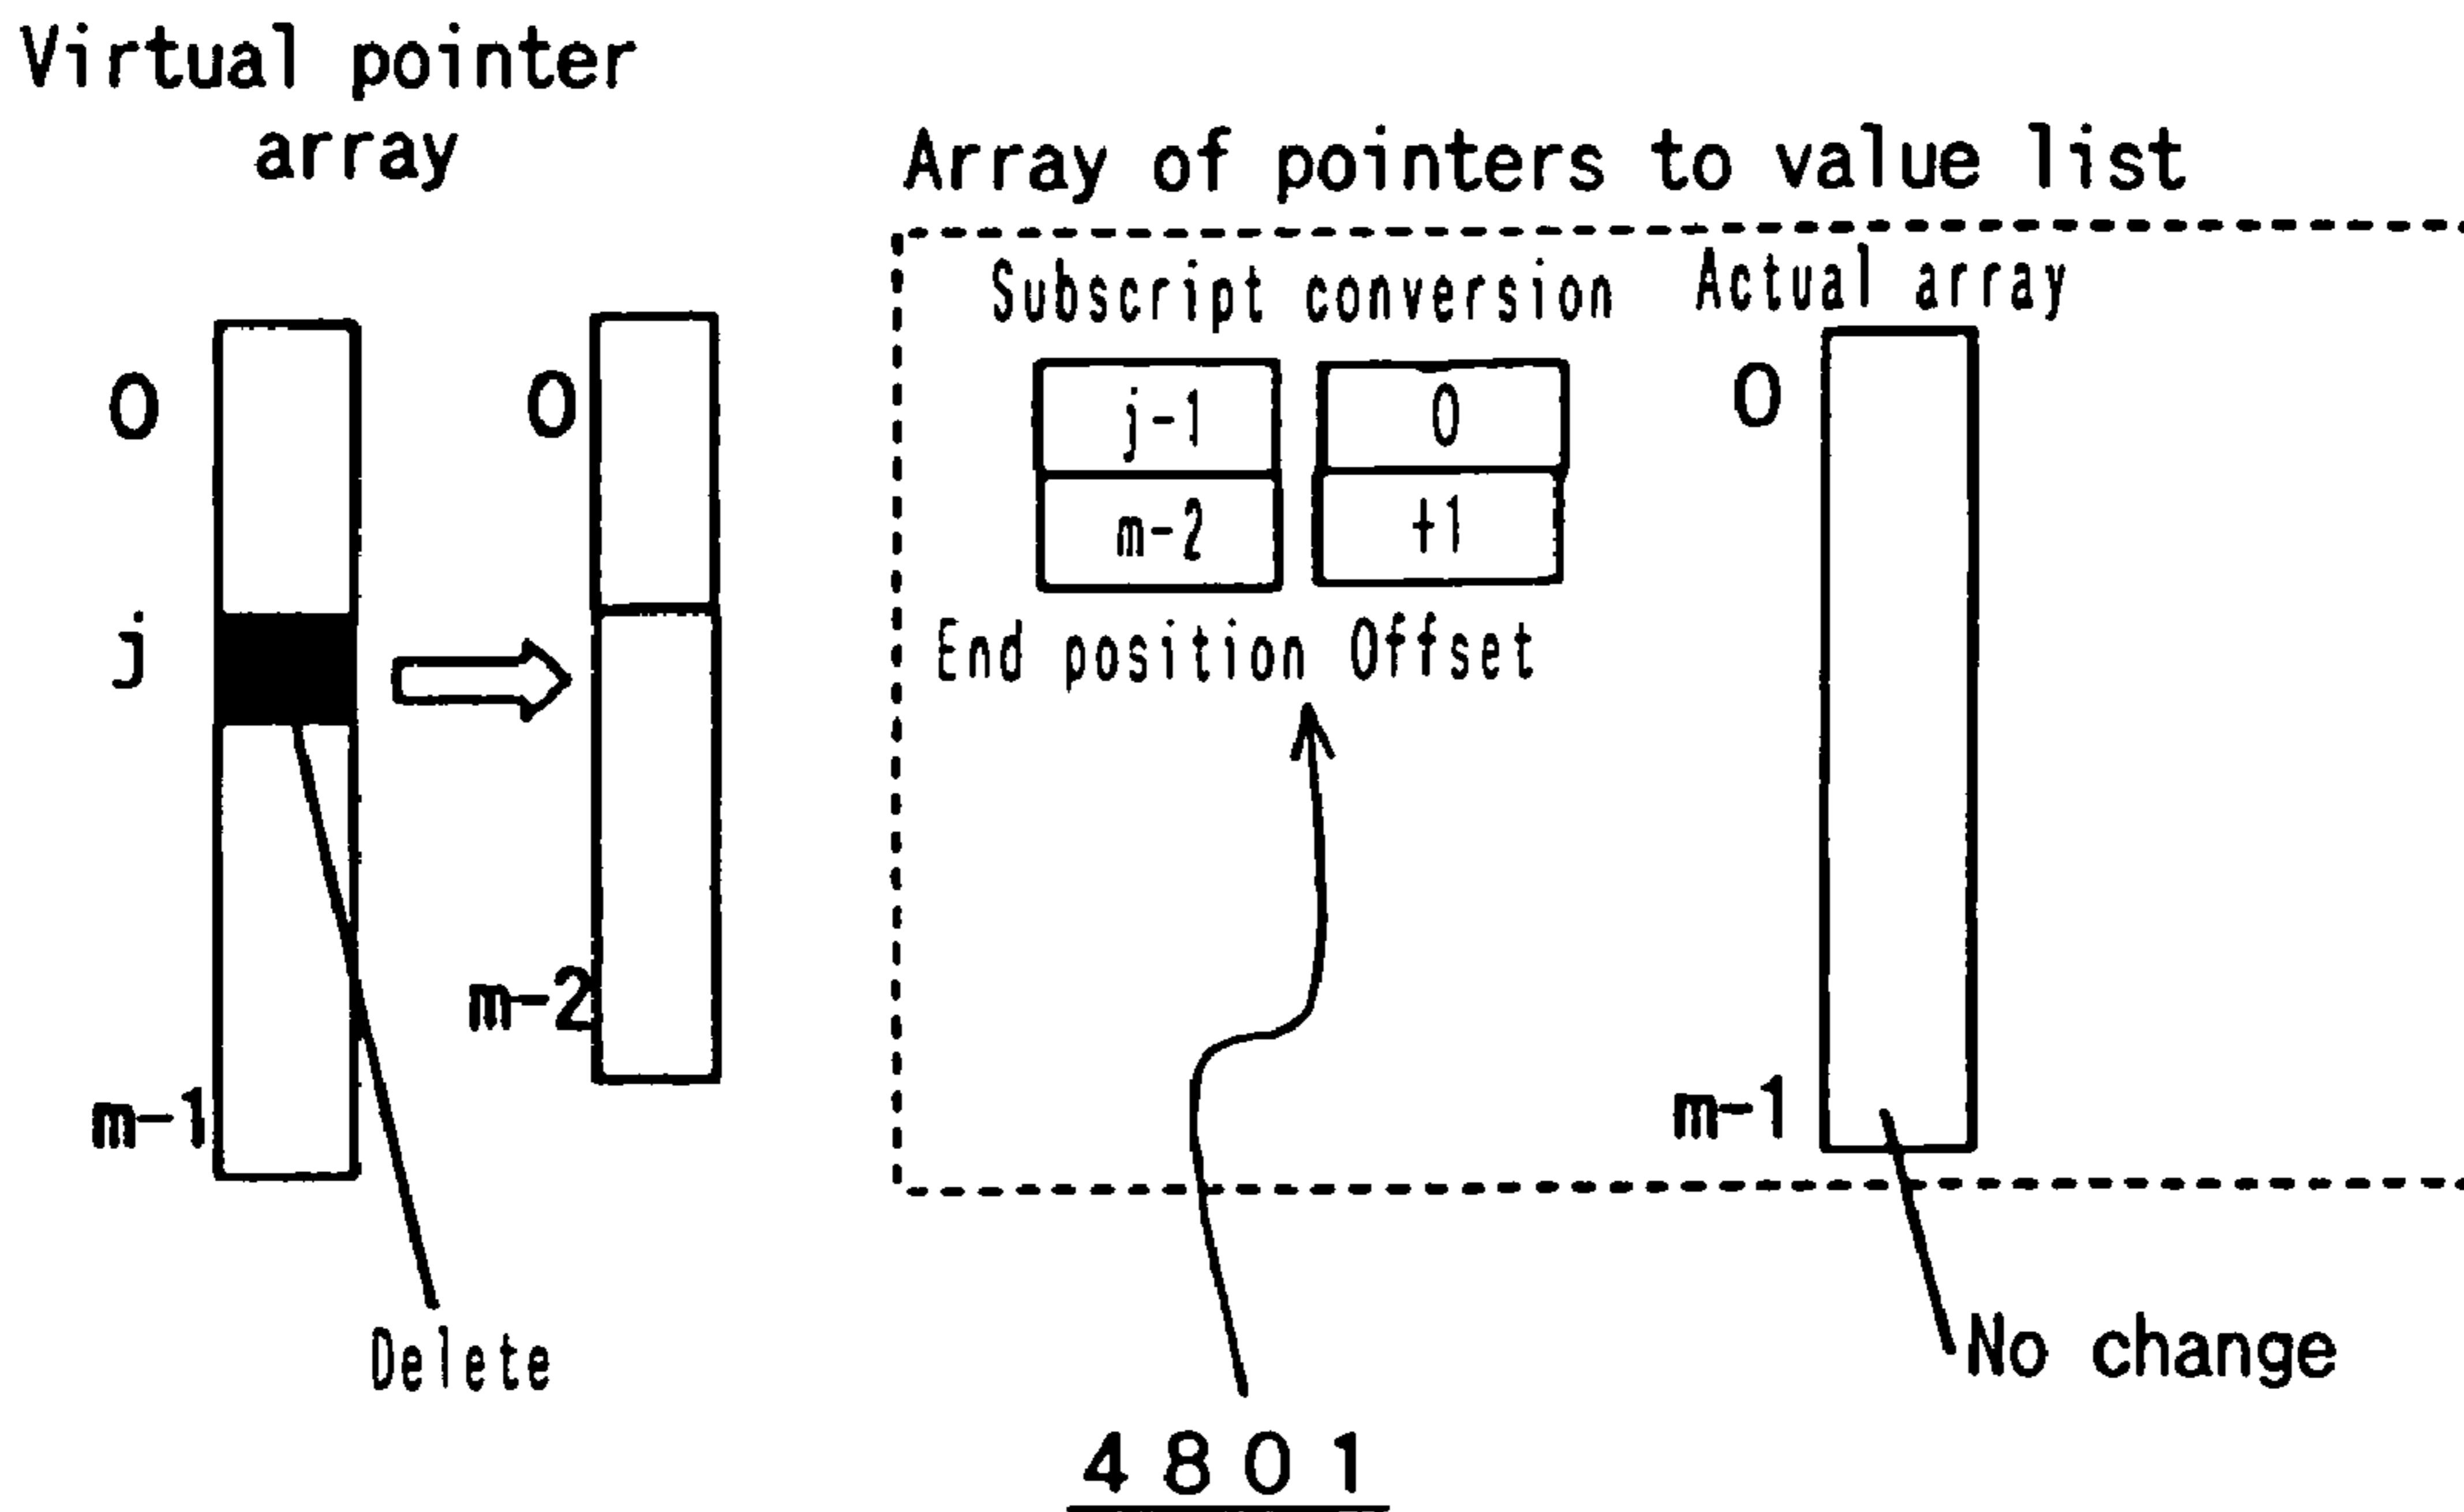 Virtual pointer
array
Array of pointers to value list
Subscript conversion
Actual array
0
0
j-1
0
0
m-2
+1
j
End position
Offset
m-2
m-1
m-1
Delete
No change
4801